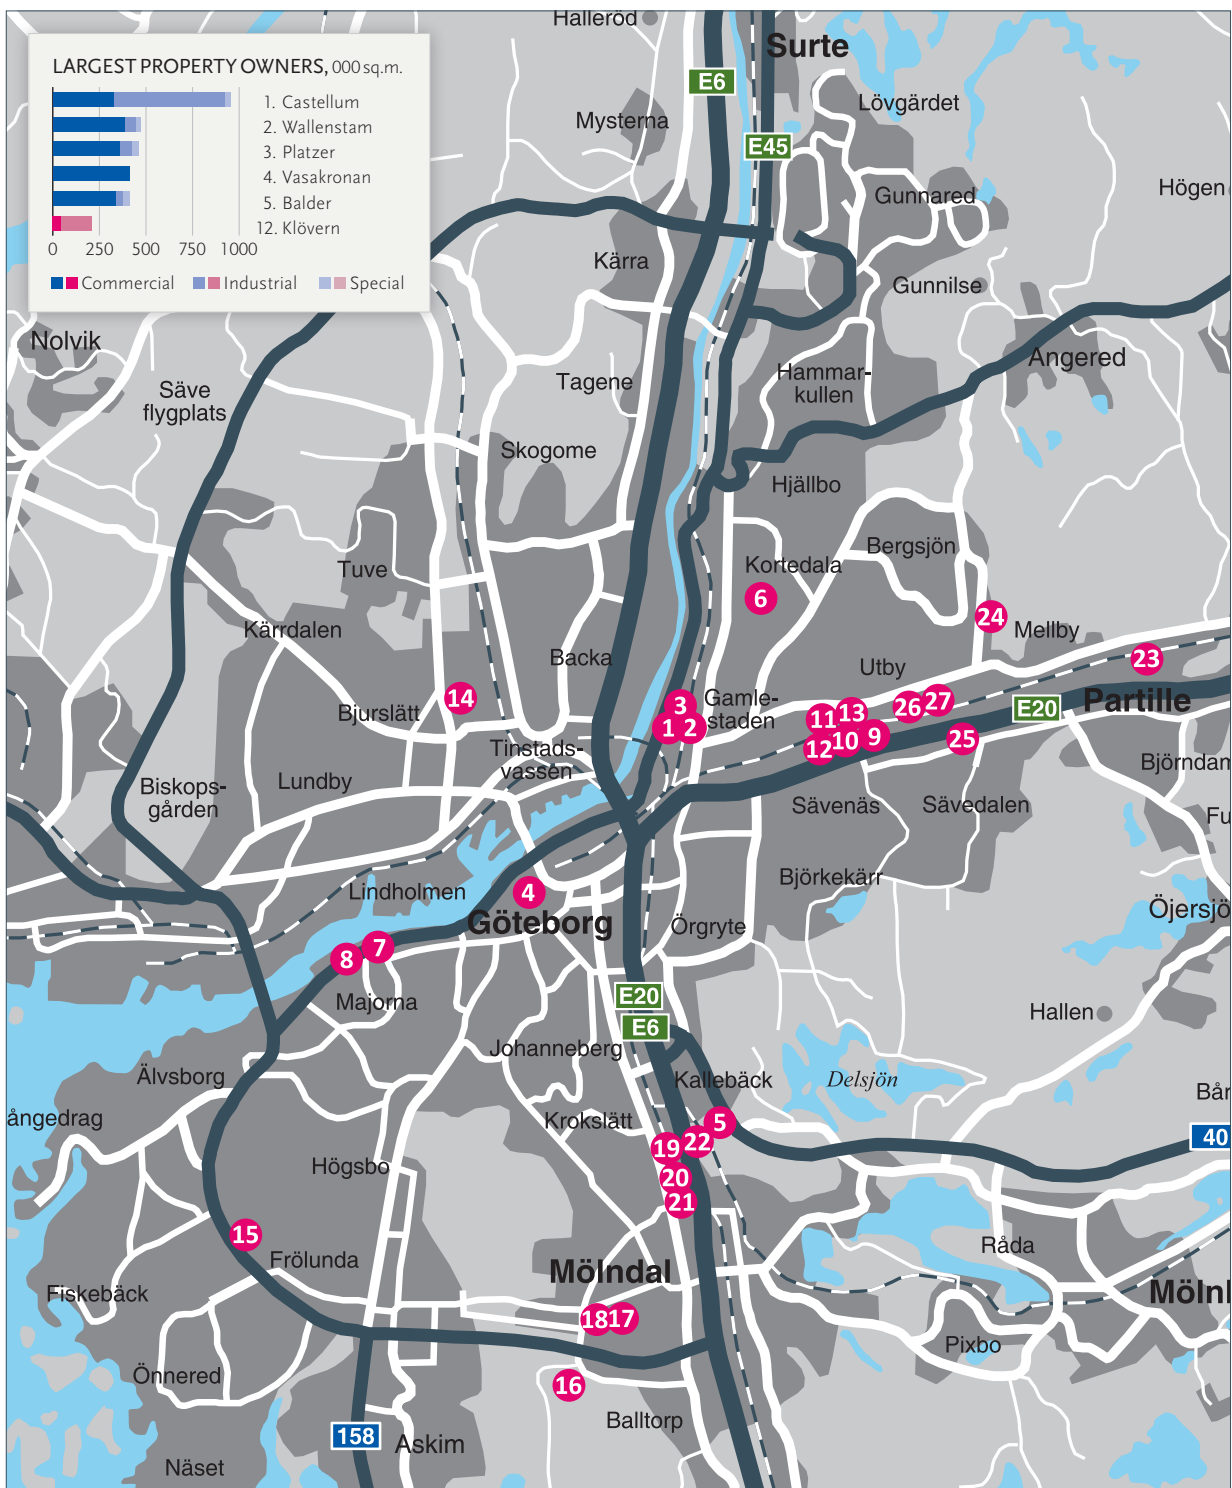 Halleröd
Surte
LARGEST PROPERTY OWNERS, 000 sq.m.
1. Castellum
2. Wallenstam
3. Platzer
4. Vasakronan
5. Balder
12. Klövern
0 250 500 750 1000
Commercial Industrial Special
E6
Lövgärdet
Mysterna
E45
Högen
Gunnared
Kärra
Gunnilse
Nolvik
Angered
Säve
flygplats
Tagene
Hammar-
kullen
Skogome
Hjällbo
Bergsjön
Tuve
Kortedala
6
24
Kärrdalen
Mellby
Backa
Utby
23
14
3
Gamle-
staden
Partille
27
26
E20
Bjurslätt
13
11
1
2
9
10
12
25
Tinstads-
vassen
Björndam
Biskops-
gården
Lundby
Sävenäs
Sävedalen
Fu
Björkekärr
Lindholmen
4
Göteborg
Öjersjö
Örgryte
7
8
E20
Majorna
Hallen
E6
Johanneberg
Älvsborg
Kallebäck
Delsjön
Bår
ångedrag
Krokslätt
5
40
22
19
Högsbo
20
21
15
Råda
Frölunda
Mölndal
Fiskebäck
Mölnl
18
17
Pixbo
Önnered
16
Balltorp
158
Askim
Näset